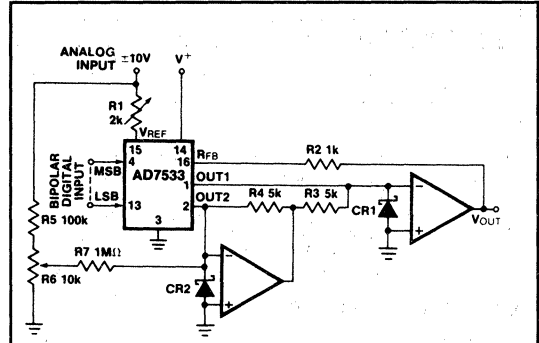 ANALOG
INPUT
±10V
V+
R1
2k
VREF
15
14
4
16
RFB
R2 1k
BIPOLAR
DIGITAL
INPUT
MSB
LSB
AD7533
OUT1
1
OUT2
2
13
3
R4 5k
R3 5k
CR1
−
+
VOUT
R5 100k
R7 1MΩ
R6 10k
CR2
−
+